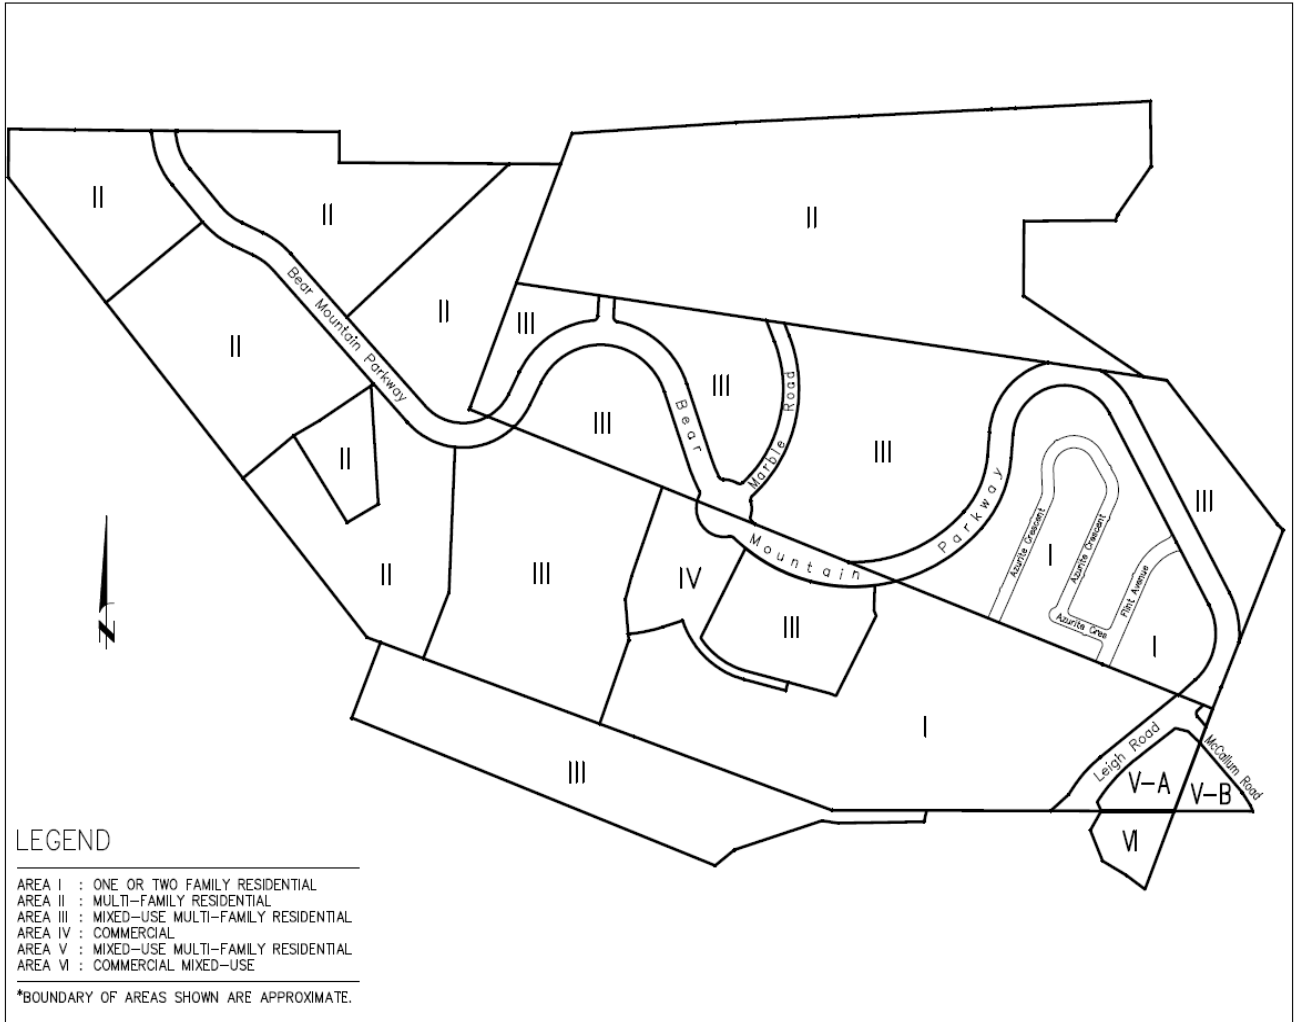 II
II
II
II
II
II
II
III
III
III
III
III
III
III
III
I
I
I
IV
V-A
V-B
VI
Bear Mountain Parkway
Bear
Mountain
Parkway
Marble Road
Azurite Crescent
Azurite Crescent
Azurite Cres
Flint Avenue
Leigh Road
McCallum Road
N
LEGEND
AREA I : ONE OR TWO FAMILY RESIDENTIAL
AREA II : MULTI-FAMILY RESIDENTIAL
AREA III : MIXED-USE MULTI-FAMILY RESIDENTIAL
AREA IV : COMMERCIAL
AREA V : MIXED-USE MULTI-FAMILY RESIDENTIAL
AREA VI : COMMERCIAL MIXED-USE
*BOUNDARY OF AREAS SHOWN ARE APPROXIMATE.